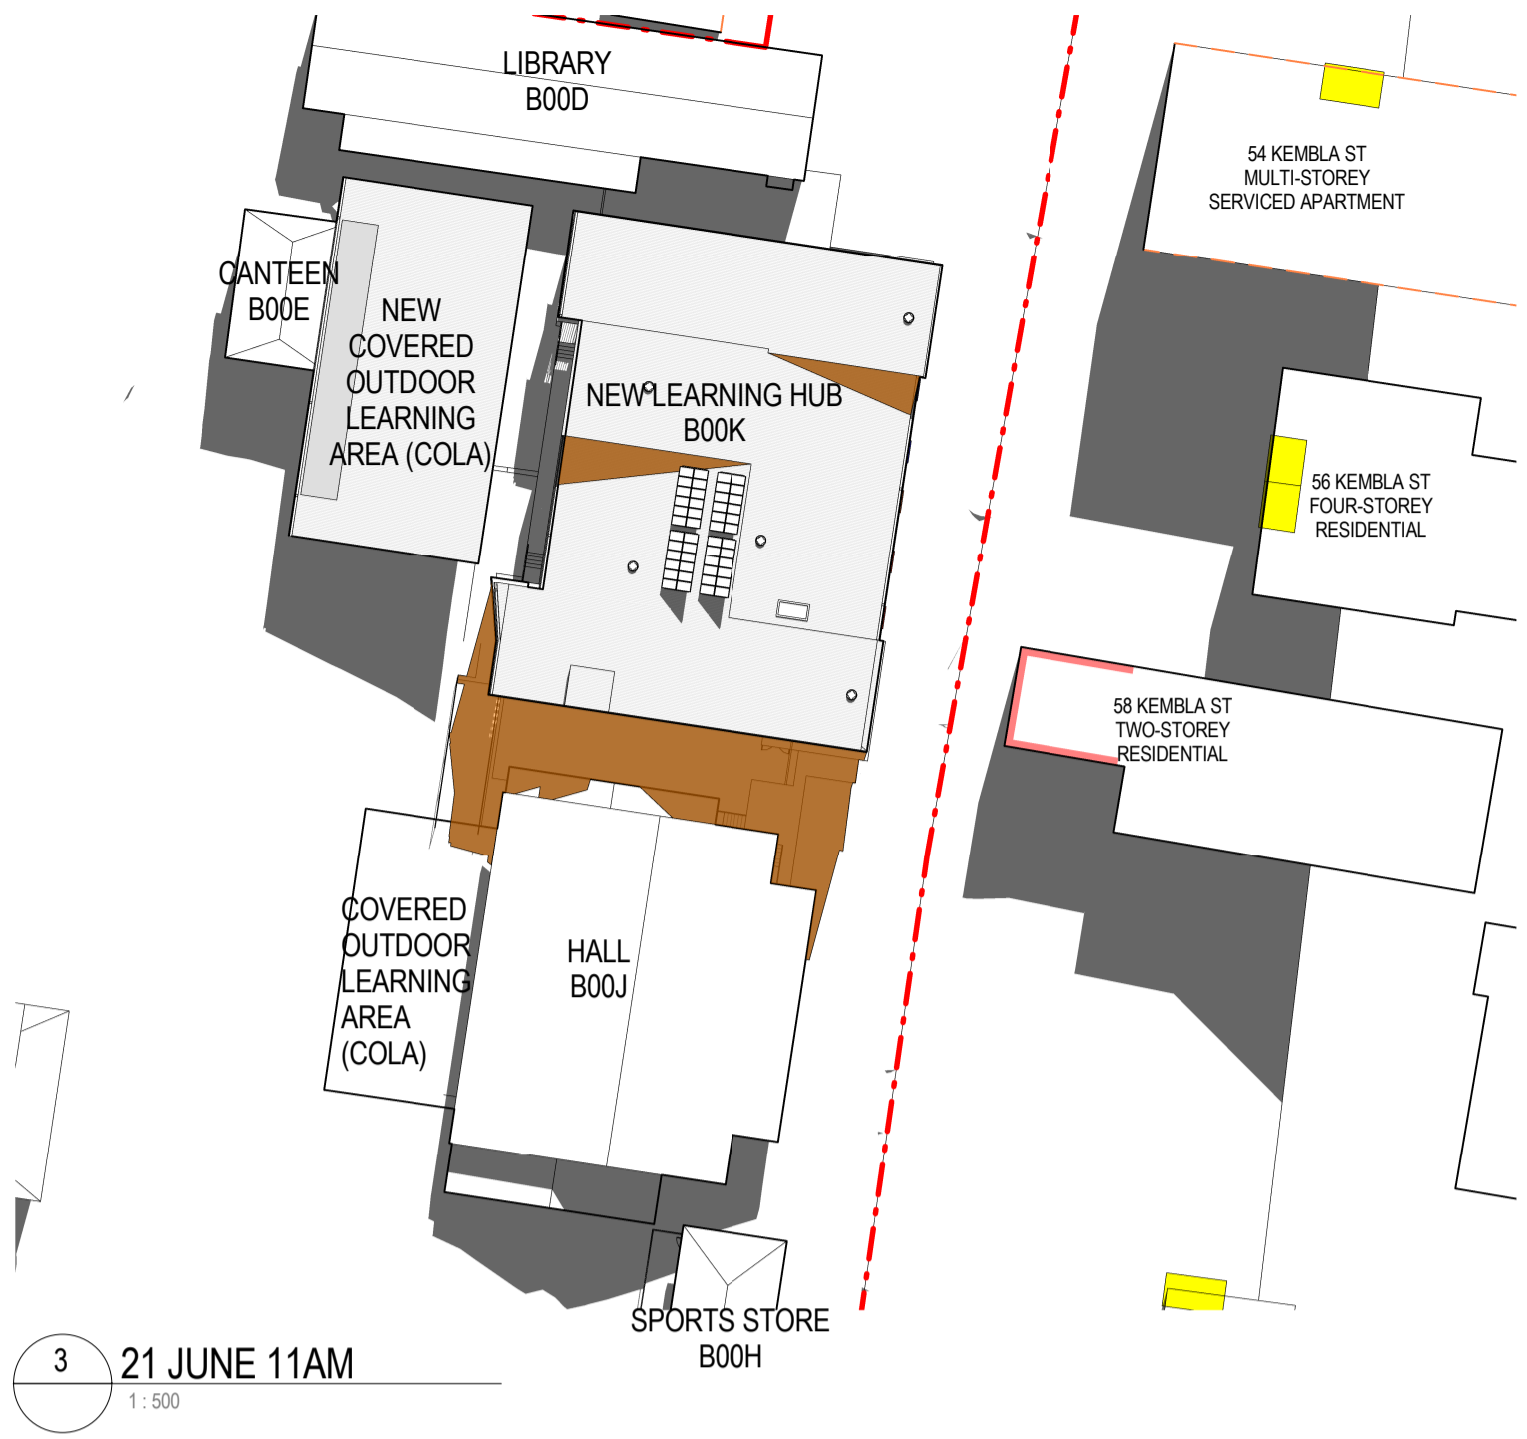 LIBRARY
B00D
54 KEMBLA ST
MULTI-STOREY
SERVICED APARTMENT
CANTEEN
B00E
NEW
COVERED
OUTDOOR
LEARNING
AREA (COLA)
NEW LEARNING HUB
B00K
56 KEMBLA ST
FOUR-STOREY
RESIDENTIAL
58 KEMBLA ST
TWO-STOREY
RESIDENTIAL
COVERED
OUTDOOR
LEARNING
AREA
(COLA)
HALL
B00J
SPORTS STORE
B00H
3
21 JUNE 11AM
1 : 500